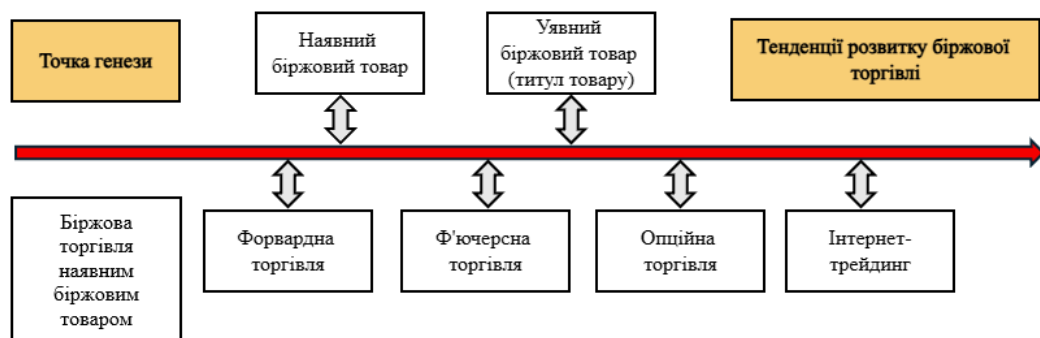 Точка генези
Наявний
біржовий товар
Уявний
біржовий товар
(титул товару)
Тенденції розвитку біржової
торгівлі
Біржова
торгівля
наявним
біржовим
товаром
Форвардна
торгівля
Ф'ючерсна
торгівля
Опційна
торгівля
Інтернет-
трейдинг